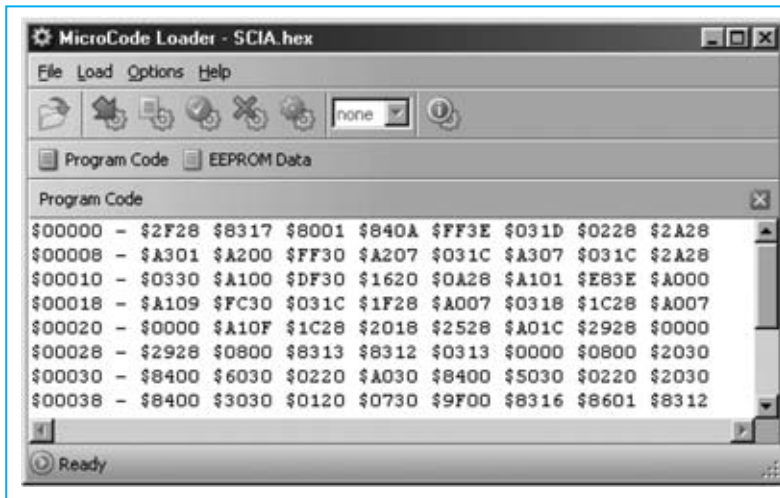 MicroCode Loader - SCIA.hex
File Load Options Help
none
Program Code EEPROM Data
Program Code
$00000 - $2F28 $8317 $8001 $840A $FF3E $031D $0228 $2A28
$00008 - $A301 $A200 $FF30 $A207 $031C $A307 $031C $2A28
$00010 - $0330 $A100 $DF30 $1620 $0A28 $A101 $E83E $A000
$00018 - $A109 $FC30 $031C $1F28 $A007 $0318 $1C28 $A007
$00020 - $0000 $A10F $1C28 $2018 $2528 $A01C $2928 $0000
$00028 - $2928 $0800 $8313 $8312 $0313 $0000 $0800 $2030
$00030 - $8400 $6030 $0220 $A030 $8400 $5030 $0220 $2030
$00038 - $8400 $3030 $0120 $0730 $9F00 $8316 $8601 $8312
Ready